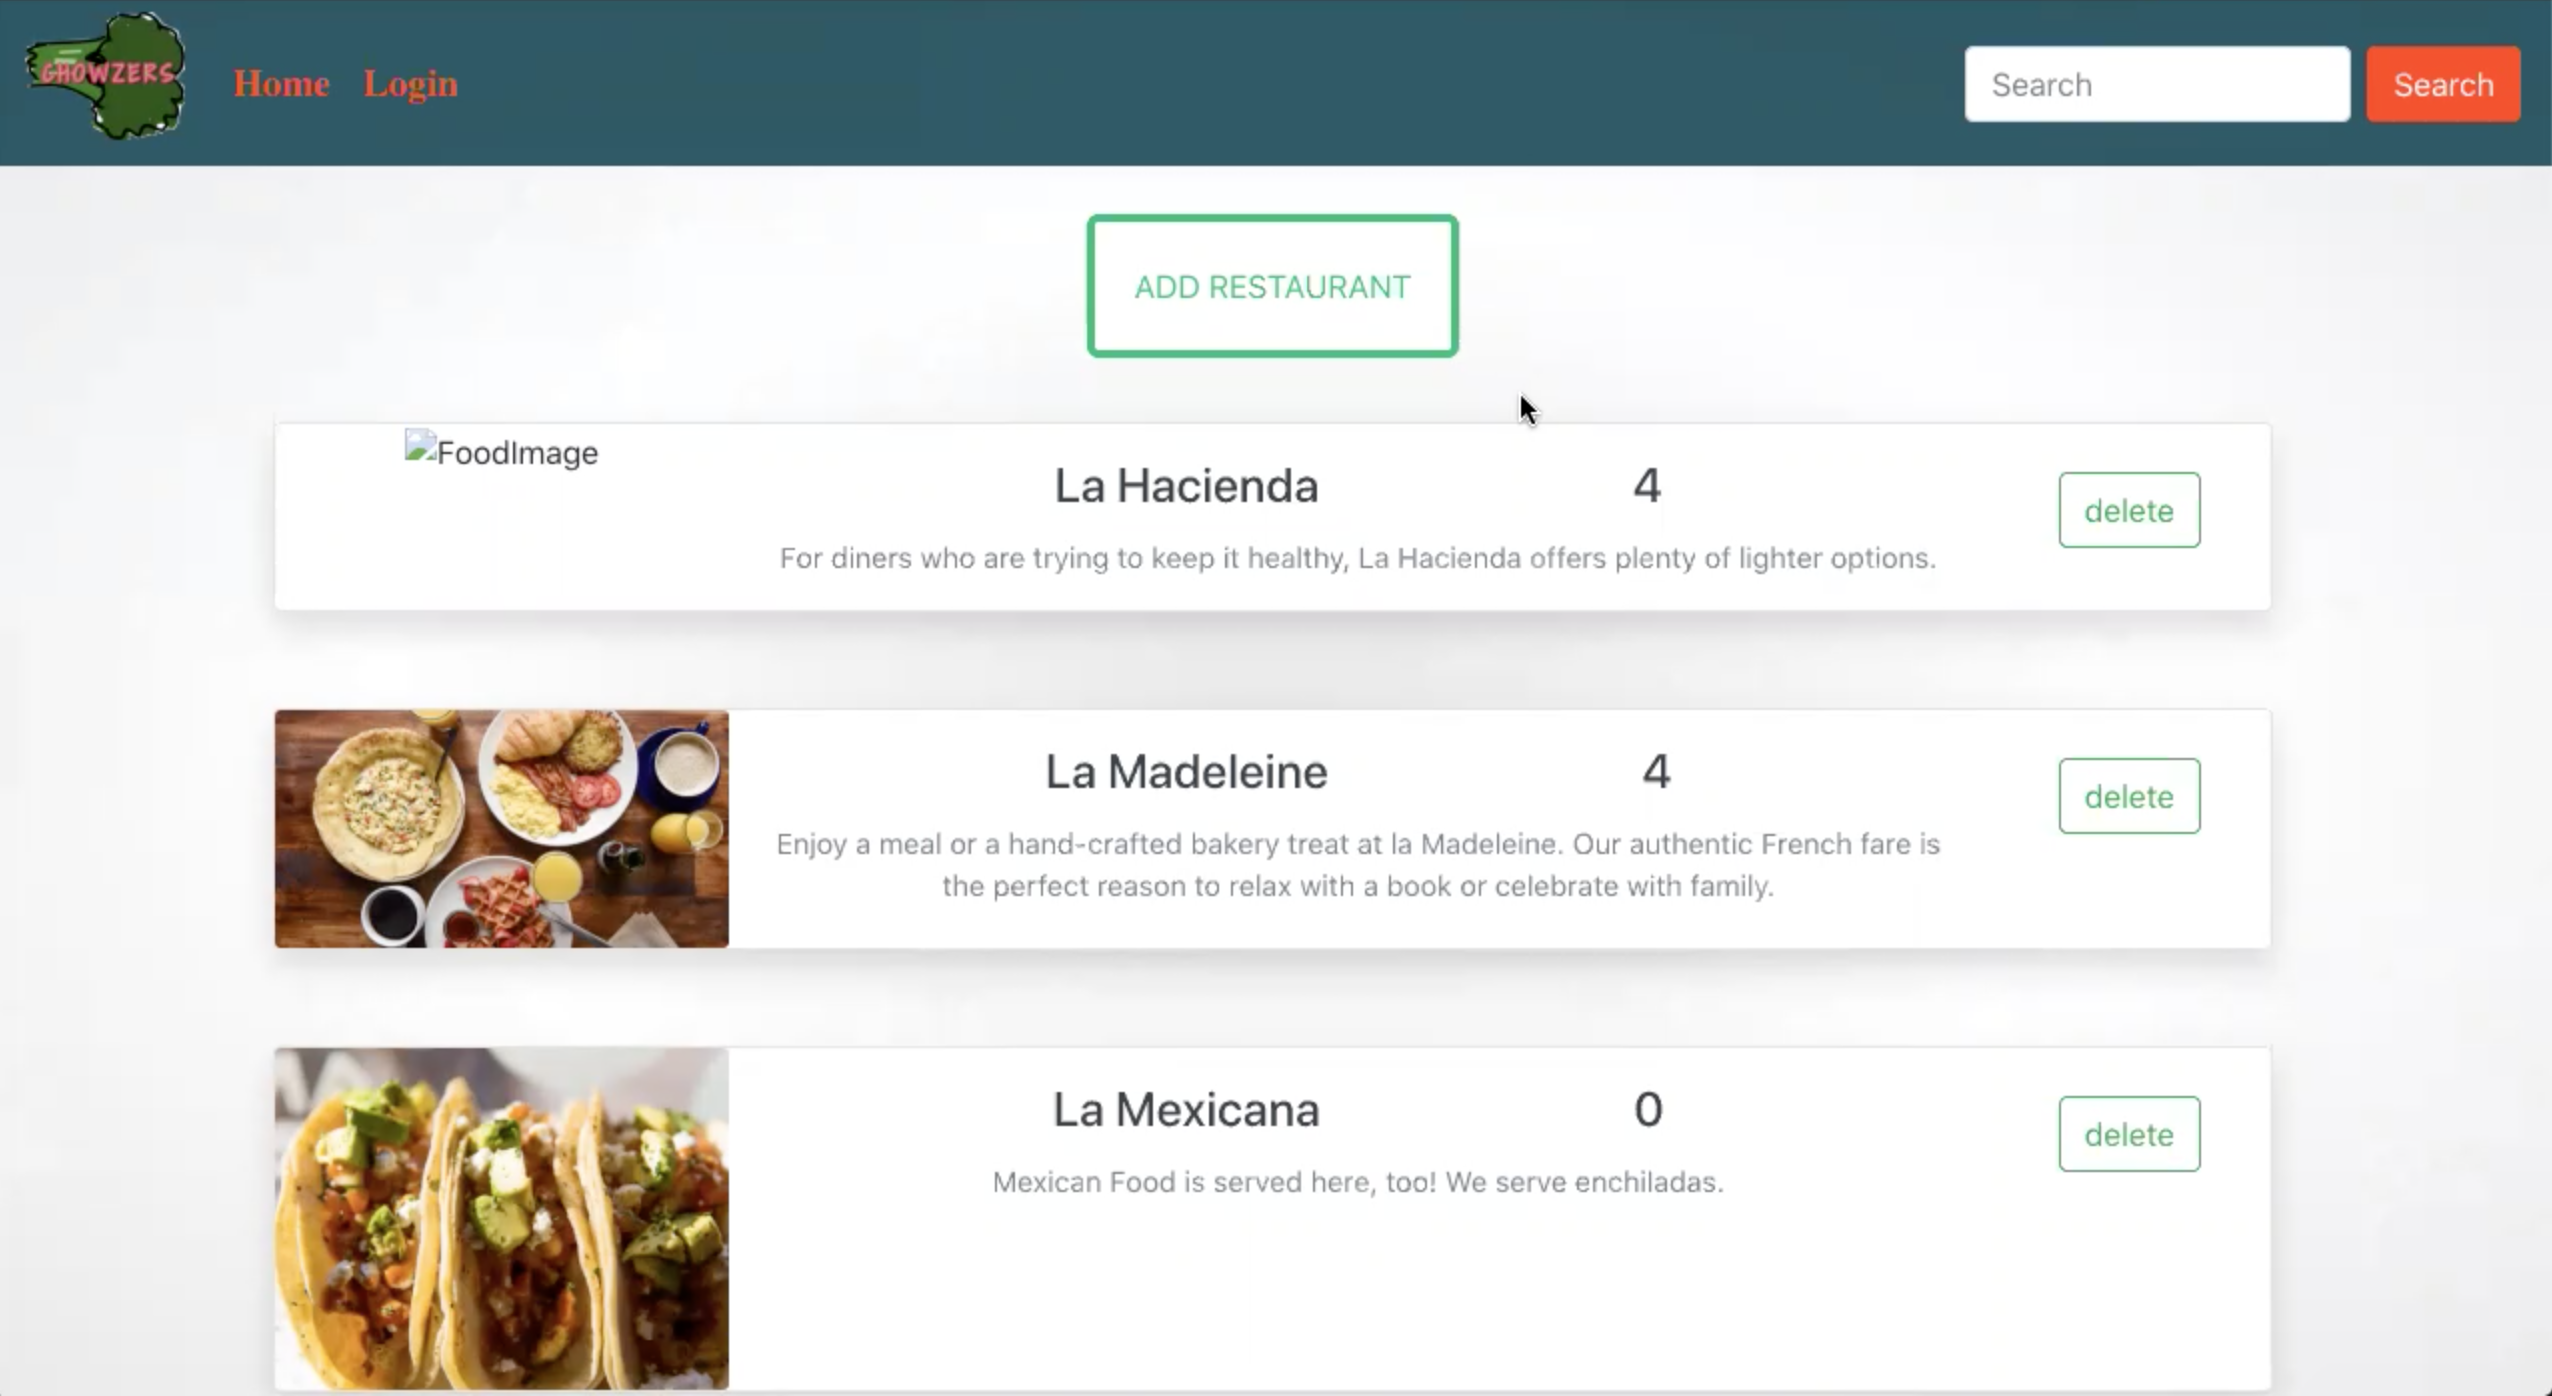 CHOWZERS
Home
Login
Search
Search
ADD RESTAURANT
FoodImage
La Hacienda
4
delete
For diners who are trying to keep it healthy, La Hacienda offers plenty of lighter options.
La Madeleine
4
delete
Enjoy a meal or a hand-crafted bakery treat at la Madeleine. Our authentic French fare is
the perfect reason to relax with a book or celebrate with family.
La Mexicana
0
delete
Mexican Food is served here, too! We serve enchiladas.